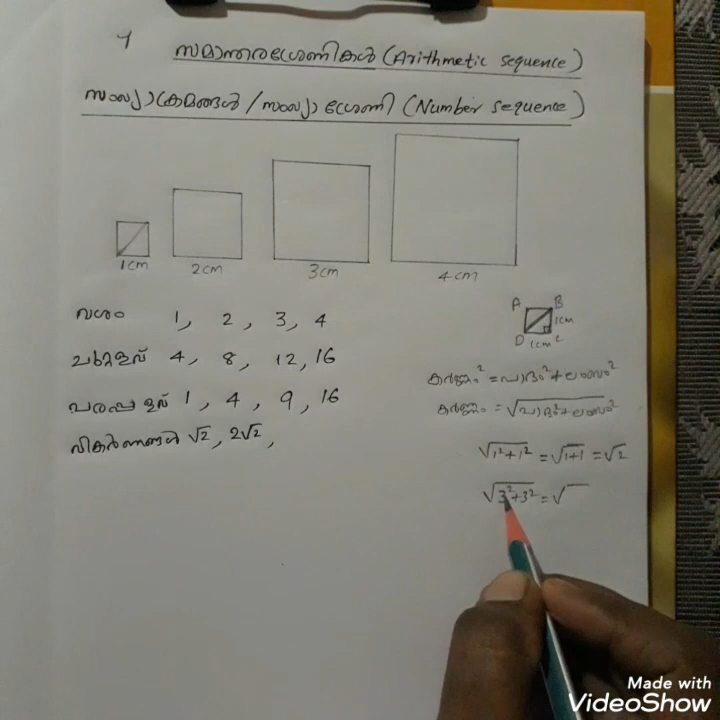 സമാന്തരശ്രേണികൾ (Arithmetic sequence)
സംഖ്യാക്രമങ്ങൾ / സംഖ്യാ ശ്രേണി (Number sequence)
1cm 2cm 3cm 4cm
A B
1cm
D 1cm C
വശം 1, 2, 3, 4
ചുറ്റളവ് 4, 8, 12, 16
പരപ്പളവ് 1, 4, 9, 16
വികർണങ്ങൾ √2, 2√2,
കർണ്ണം² = പാദം² + ലംബം²
കർണ്ണം = √പാദം² + ലംബം²
√1²+1² = √1+1 = √2
√3²+3² = √
Made with
VideoShow